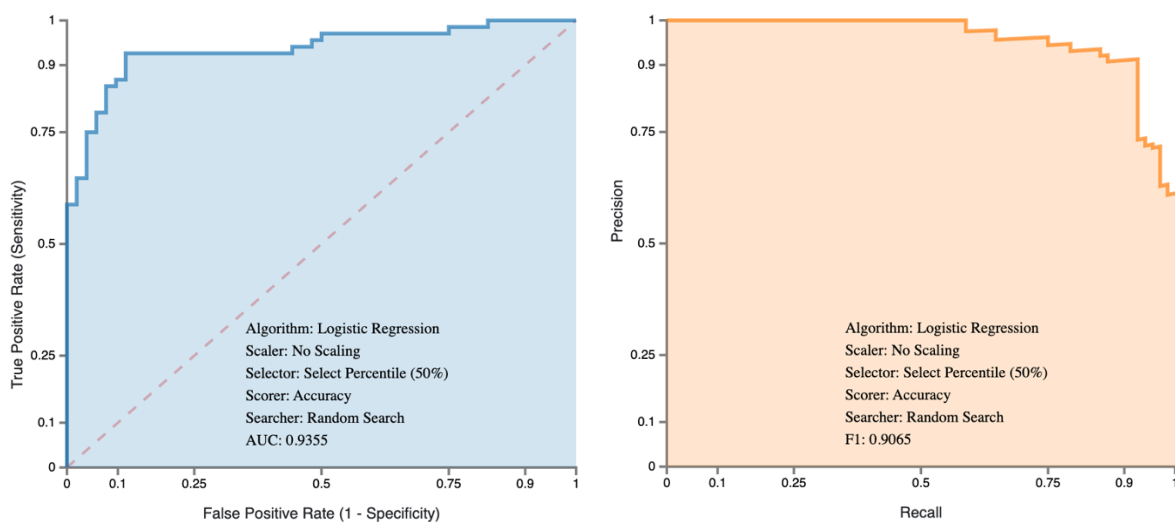 1
0.9
0.75
0.5
0.25
0.1
0
True Positive Rate (Sensitivity)
Algorithm: Logistic Regression
Scaler: No Scaling
Selector: Select Percentile (50%)
Scorer: Accuracy
Searcher: Random Search
AUC: 0.9355
0 0.1 0.25 0.5 0.75 0.9 1
False Positive Rate (1 - Specificity)
1
0.9
0.75
0.5
0.25
0.1
0
Precision
Algorithm: Logistic Regression
Scaler: No Scaling
Selector: Select Percentile (50%)
Scorer: Accuracy
Searcher: Random Search
F1: 0.9065
0 0.1 0.25 0.5 0.75 0.9 1
Recall